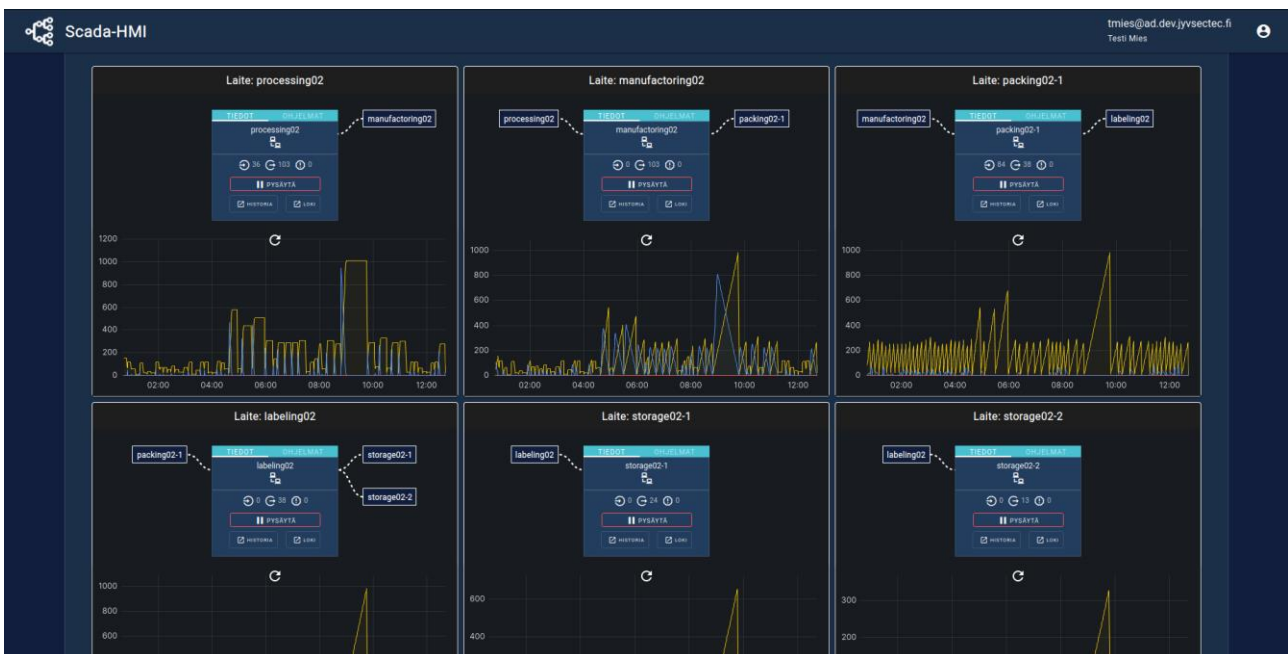 Scada-HMI
tmies@ad.dev.jyvsectec.fi
Testi Mies
Laite: processing02
TIEDOT OHJELMAT
processing02
manufactoring02
36 103 0
PYSÄYTÄ
HISTORIA LOKI
1200
1000
800
600
400
200
0
02:00 04:00 06:00 08:00 10:00 12:00
Laite: manufactoring02
processing02
TIEDOT OHJELMAT
manufactoring02
packing02-1
0 103 0
PYSÄYTÄ
HISTORIA LOKI
1000
800
600
400
200
0
02:00 04:00 06:00 08:00 10:00 12:00
Laite: packing02-1
manufactoring02
TIEDOT OHJELMAT
packing02-1
labeling02
84 38 0
PYSÄYTÄ
HISTORIA LOKI
1000
800
600
400
200
0
02:00 04:00 06:00 08:00 10:00 12:00
Laite: labeling02
packing02-1
TIEDOT OHJELMAT
labeling02
storage02-1
storage02-2
0 38 0
PYSÄYTÄ
HISTORIA LOKI
1000
800
600
Laite: storage02-1
labeling02
TIEDOT OHJELMAT
storage02-1
0 24 0
PYSÄYTÄ
HISTORIA LOKI
600
400
Laite: storage02-2
labeling02
TIEDOT OHJELMAT
storage02-2
0 13 0
PYSÄYTÄ
HISTORIA LOKI
300
200